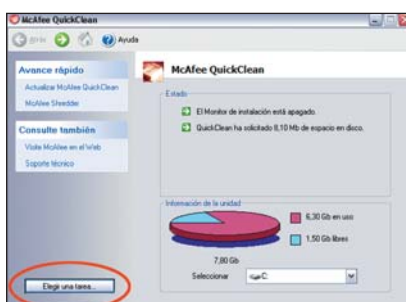 McAfee QuickClean
Atrás
Ayuda
Avance rápido
Actualizar McAfee QuickClean
McAfee Shredder
Consulte también
Visite McAfee en el Web
Soporte técnico
McAfee QuickClean
Estado
El Monitor de instalación está apagado.
QuickClean ha solicitado 8,10 Mb de espacio en disco.
Información de la unidad
6,30 Gb en uso
1,50 Gb libres
7,80 Gb
Seleccionar
C:
Elegir una tarea...